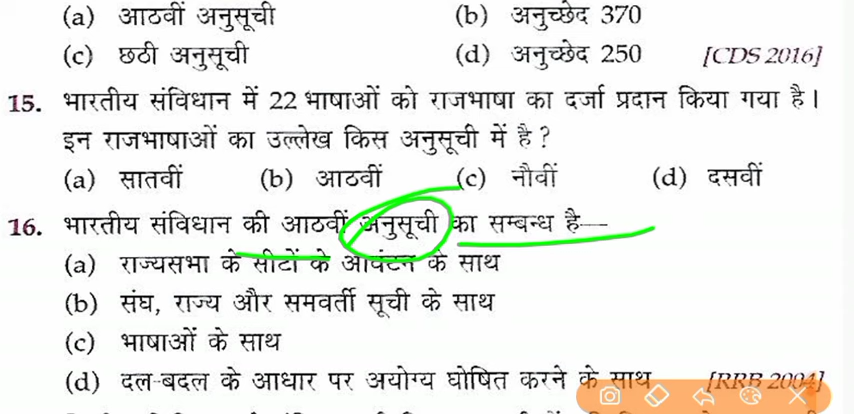 (a) आठवीं अनुसूची (b) अनुच्छेद 370
(c) छठी अनुसूची (d) अनुच्छेद 250 [CDS 2016]
15. भारतीय संविधान में 22 भाषाओं को राजभाषा का दर्जा प्रदान किया गया है।
इन राजभाषाओं का उल्लेख किस अनुसूची में है ?
(a) सातवीं (b) आठवीं (c) नौवीं (d) दसवीं
16. भारतीय संविधान की आठवीं अनुसूची का सम्बन्ध है—
(a) राज्यसभा के सीटों के आवंटन के साथ
(b) संघ, राज्य और समवर्ती सूची के साथ
(c) भाषाओं के साथ
(d) दल-बदल के आधार पर अयोग्य घोषित करने के साथ [RRB 2004]